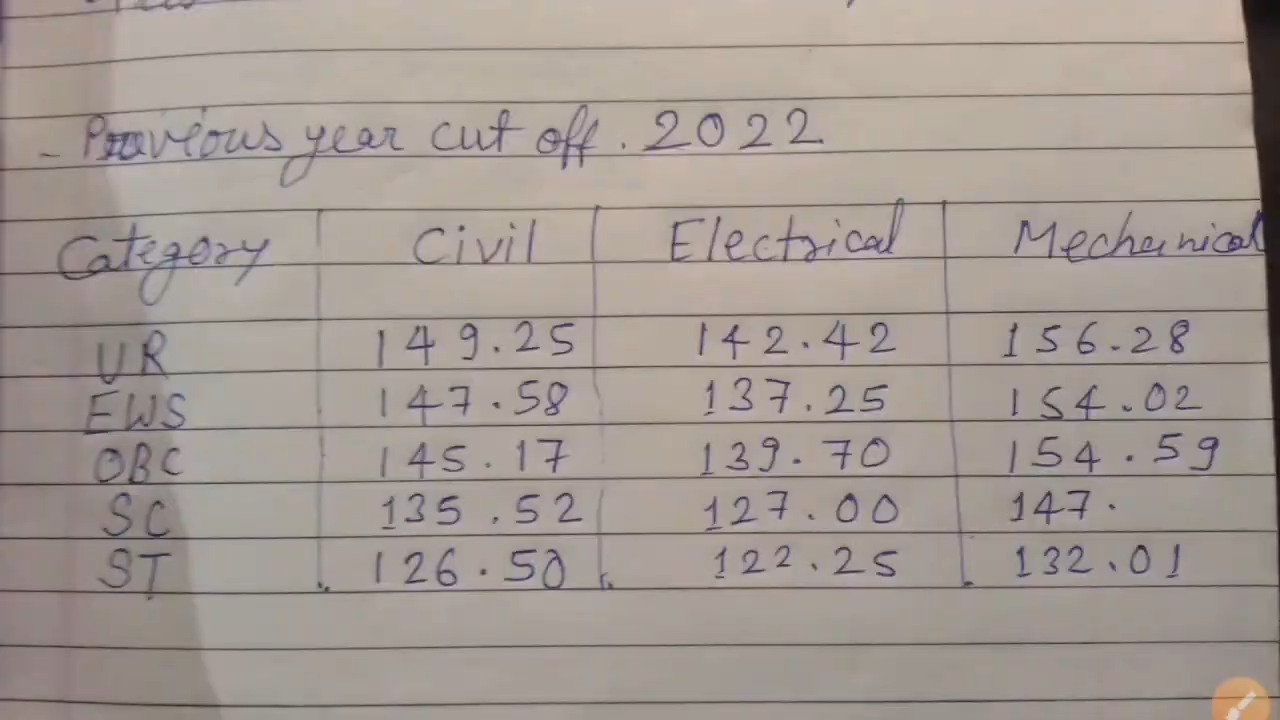 - Previous year cut off. 2022
Category Civil Electrical Mechanical
UR 149.25 142.42 156.28
EWS 147.58 137.25 154.02
OBC 145.17 139.70 154.59
SC 135.52 127.00 147.
ST 126.50 122.25 132.01